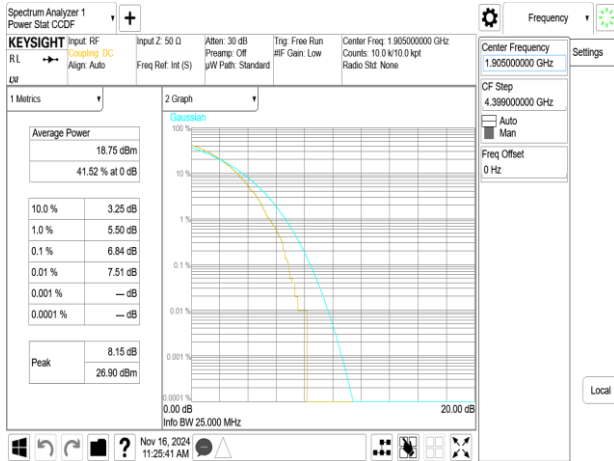 Spectrum Analyzer 1
Power Stat CCDF
Frequency
KEYSIGHT
RL
LXI
Input: RF
Coupling: DC
Align: Auto
Input Z: 50 Ω
Freq Ref: Int (S)
Atten: 30 dB
Preamp: Off
µW Path: Standard
Trig: Free Run
#IF Gain: Low
Center Freq: 1.905000000 GHz
Counts: 10.0 k/10.0 kpt
Radio Std: None
Center Frequency
1.905000000 GHz
Settings
CF Step
4.399000000 GHz
Auto
Man
Freq Offset
0 Hz
1 Metrics
Average Power
18.75 dBm
41.52 % at 0 dB
10.0 % 3.25 dB
1.0 % 5.50 dB
0.1 % 6.84 dB
0.01 % 7.51 dB
0.001 % --- dB
0.0001 % --- dB
Peak
8.15 dB
26.90 dBm
2 Graph
Gaussian
100 %
10 %
1 %
0.1 %
0.01 %
0.001 %
0.0001 %
0.00 dB 20.00 dB
Info BW 25.000 MHz
Local
? Nov 16, 2024
11:25:41 AM